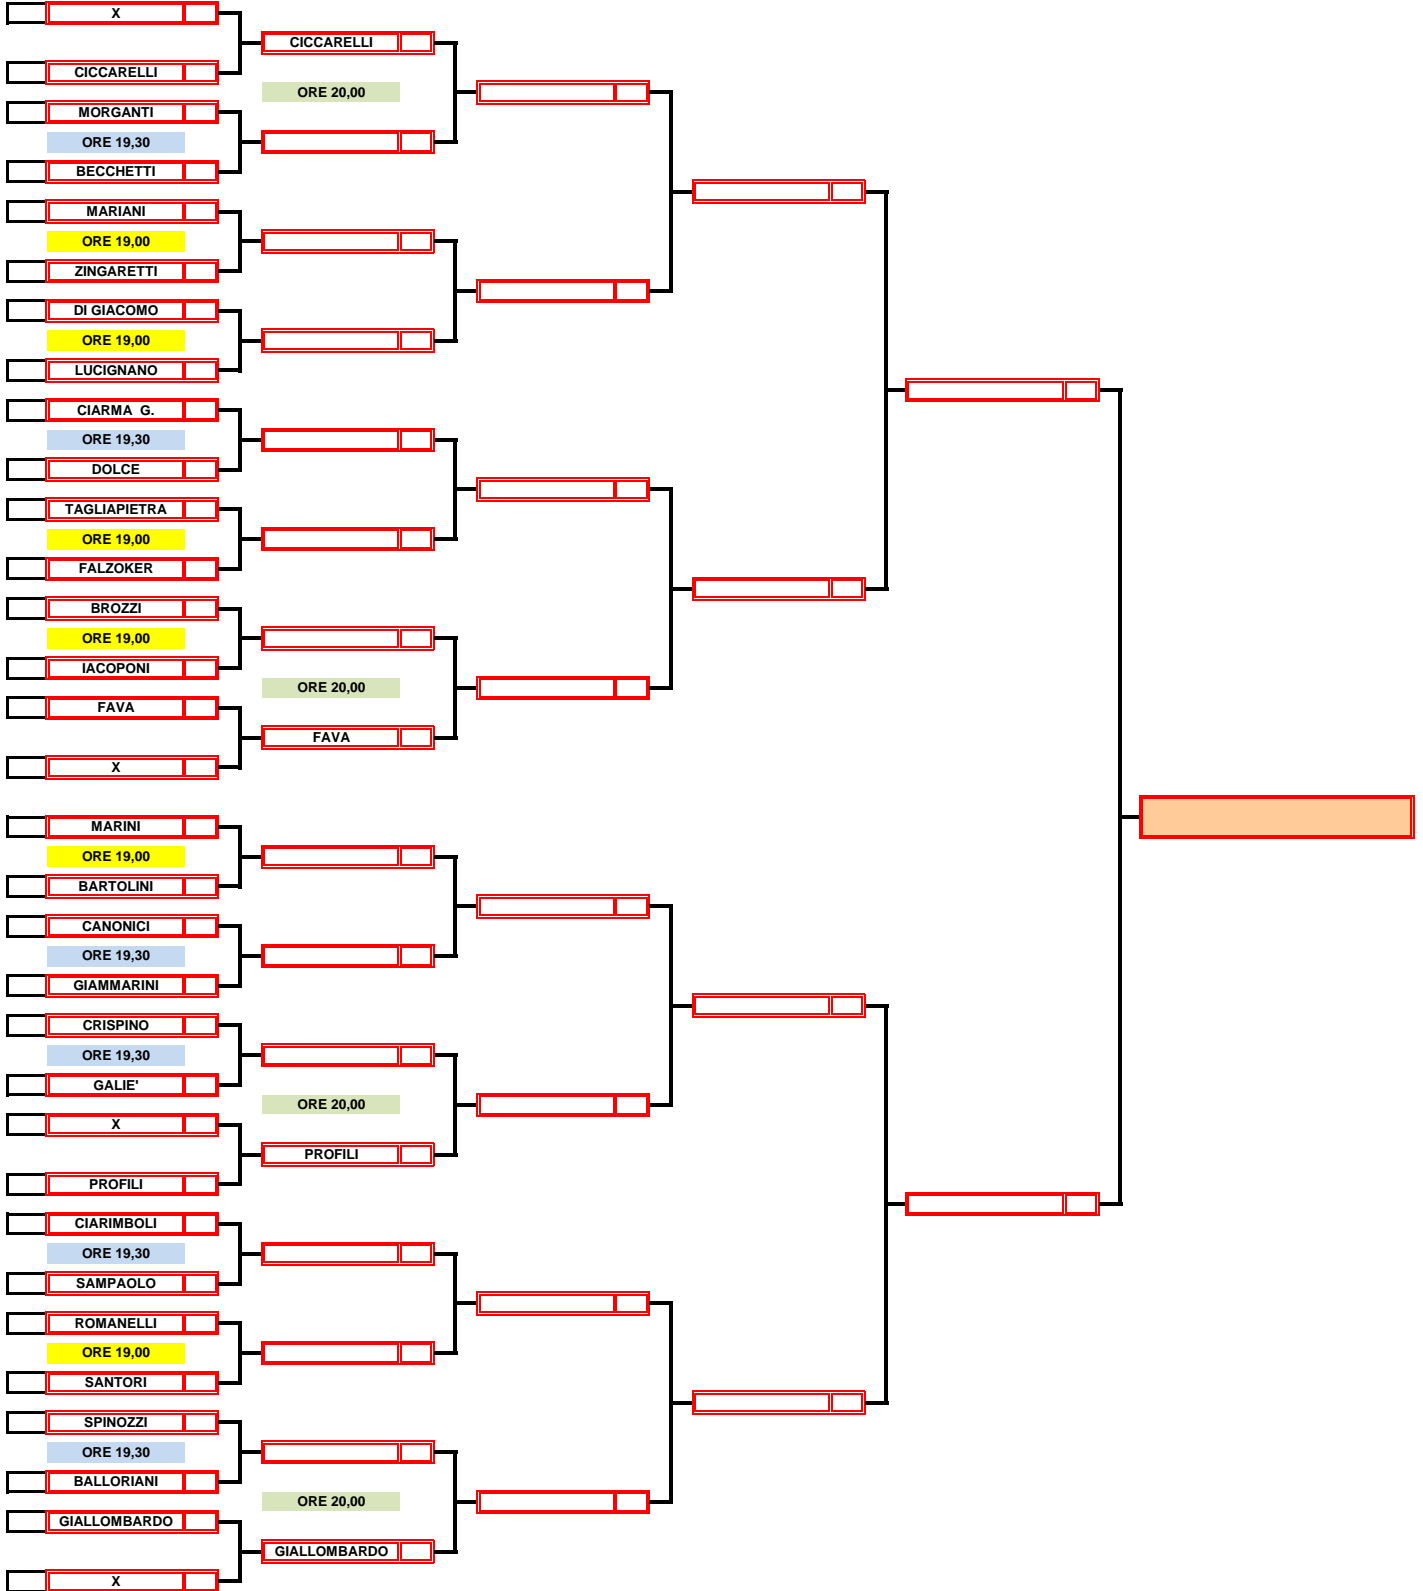 X
CICCARELLI
CICCARELLI
ORE 20,00
MORGANTI
ORE 19,30
BECCHETTI
MARIANI
ORE 19,00
ZINGARETTI
DI GIACOMO
ORE 19,00
LUCIGNANO
CIARMA  G.
ORE 19,30
DOLCE
TAGLIAPIETRA
ORE 19,00
FALZOKER
BROZZI
ORE 19,00
IACOPONI
ORE 20,00
FAVA
FAVA
X
MARINI
ORE 19,00
BARTOLINI
CANONICI
ORE 19,30
GIAMMARINI
CRISPINO
ORE 19,30
GALIE'
ORE 20,00
X
PROFILI
PROFILI
CIARIMBOLI
ORE 19,30
SAMPAOLO
ROMANELLI
ORE 19,00
SANTORI
SPINOZZI
ORE 19,30
BALLORIANI
ORE 20,00
GIALLOMBARDO
GIALLOMBARDO
X